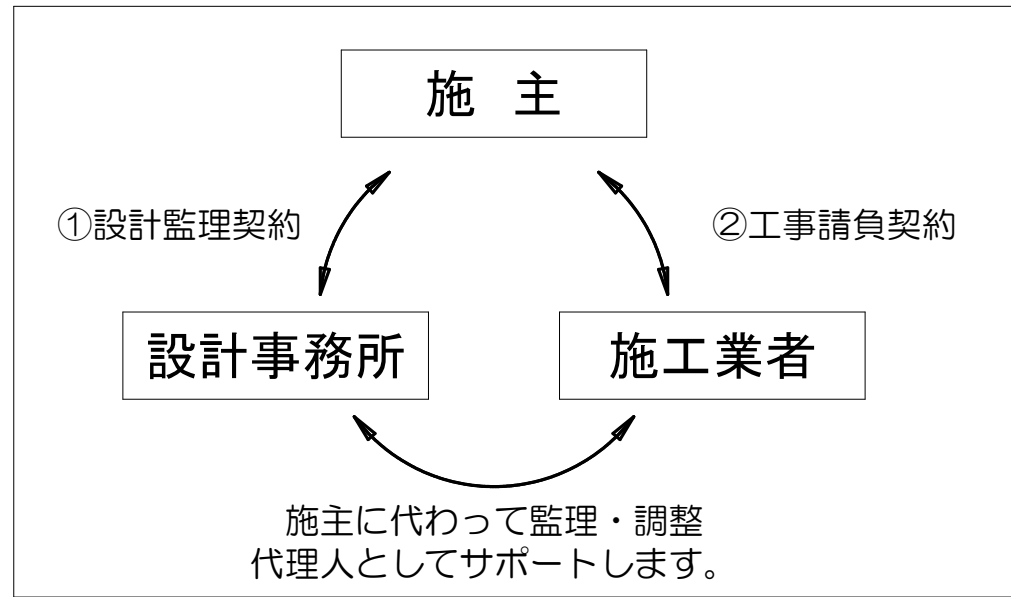 施 主
①設計監理契約
②工事請負契約
設計事務所
施工業者
施主に代わって監理・調整
代理人としてサポートします。